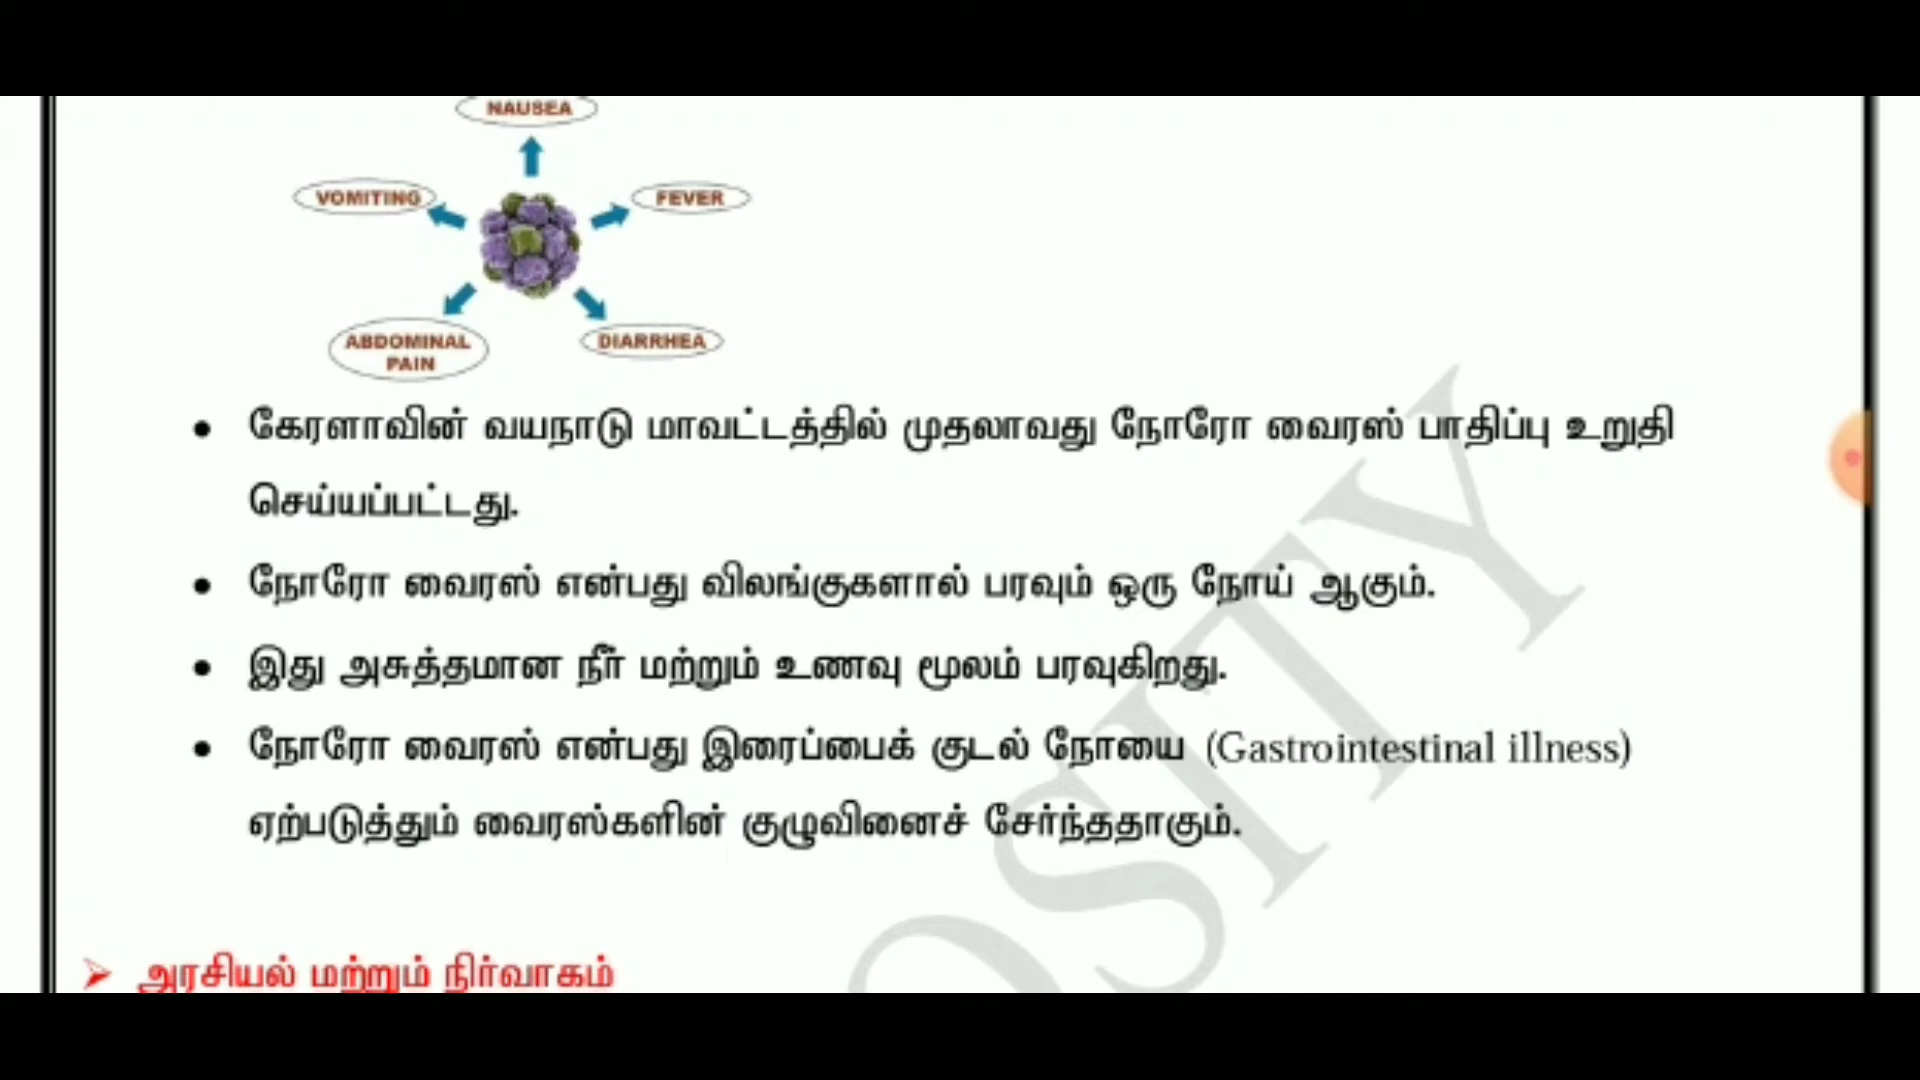 NAUSEA
VOMITING
FEVER
ABDOMINAL
PAIN
DIARRHEA
• கேரளாவின் வயநாடு மாவட்டத்தில் முதலாவது நோரோ வைரஸ் பாதிப்பு உறுதி
செய்யப்பட்டது.
• நோரோ வைரஸ் என்பது விலங்குகளால் பரவும் ஒரு நோய் ஆகும்.
• இது அசுத்தமான நீர் மற்றும் உணவு மூலம் பரவுகிறது.
• நோரோ வைரஸ் என்பது இரைப்பைக் குடல் நோயை (Gastrointestinal illness)
ஏற்படுத்தும் வைரஸ்களின் குழுவினைச் சேர்ந்ததாகும்.
OSITY
➢ அரசியல் மற்றும் நிர்வாகம்